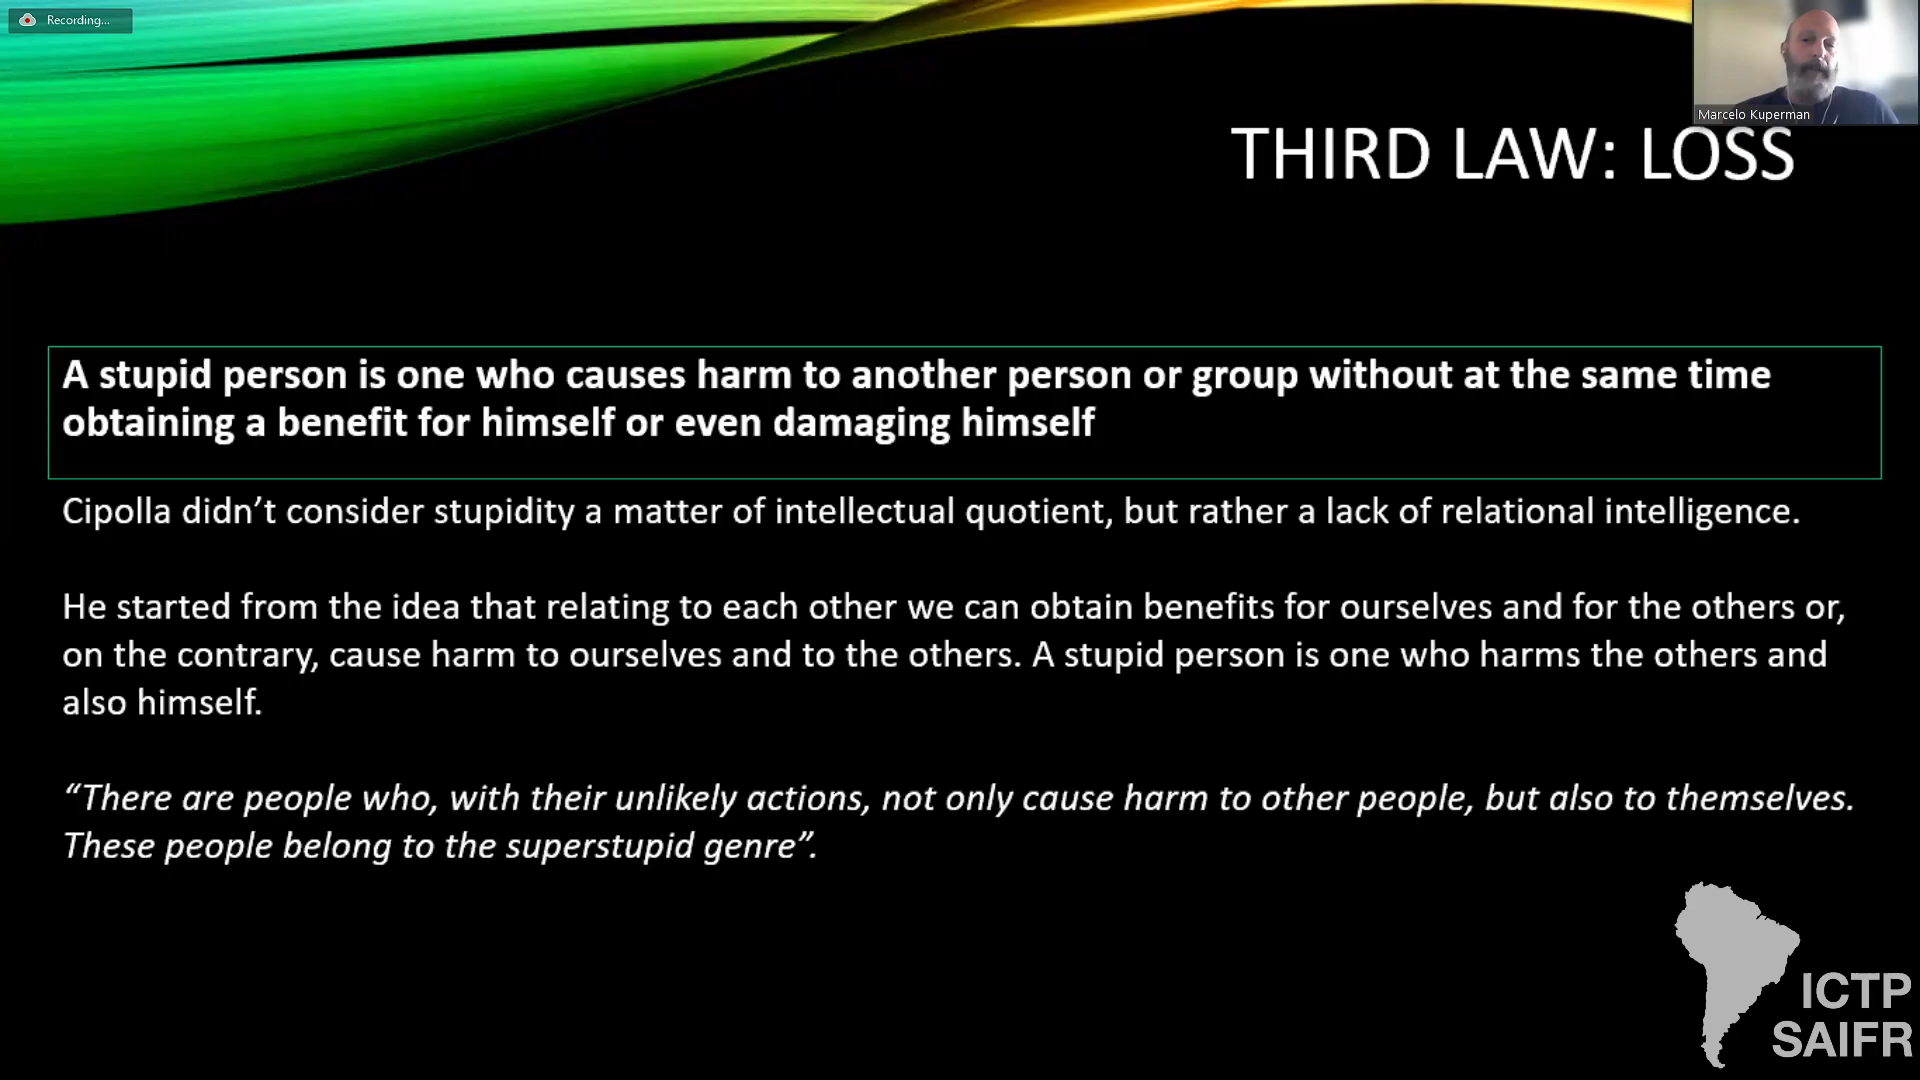 Recording...
Marcelo Kuperman
THIRD LAW: LOSS
A stupid person is one who causes harm to another person or group without at the same time
obtaining a benefit for himself or even damaging himself
Cipolla didn’t consider stupidity a matter of intellectual quotient, but rather a lack of relational intelligence.
He started from the idea that relating to each other we can obtain benefits for ourselves and for the others or,
on the contrary, cause harm to ourselves and to the others. A stupid person is one who harms the others and
also himself.
“There are people who, with their unlikely actions, not only cause harm to other people, but also to themselves.
These people belong to the superstupid genre”.
ICTP
SAIFR